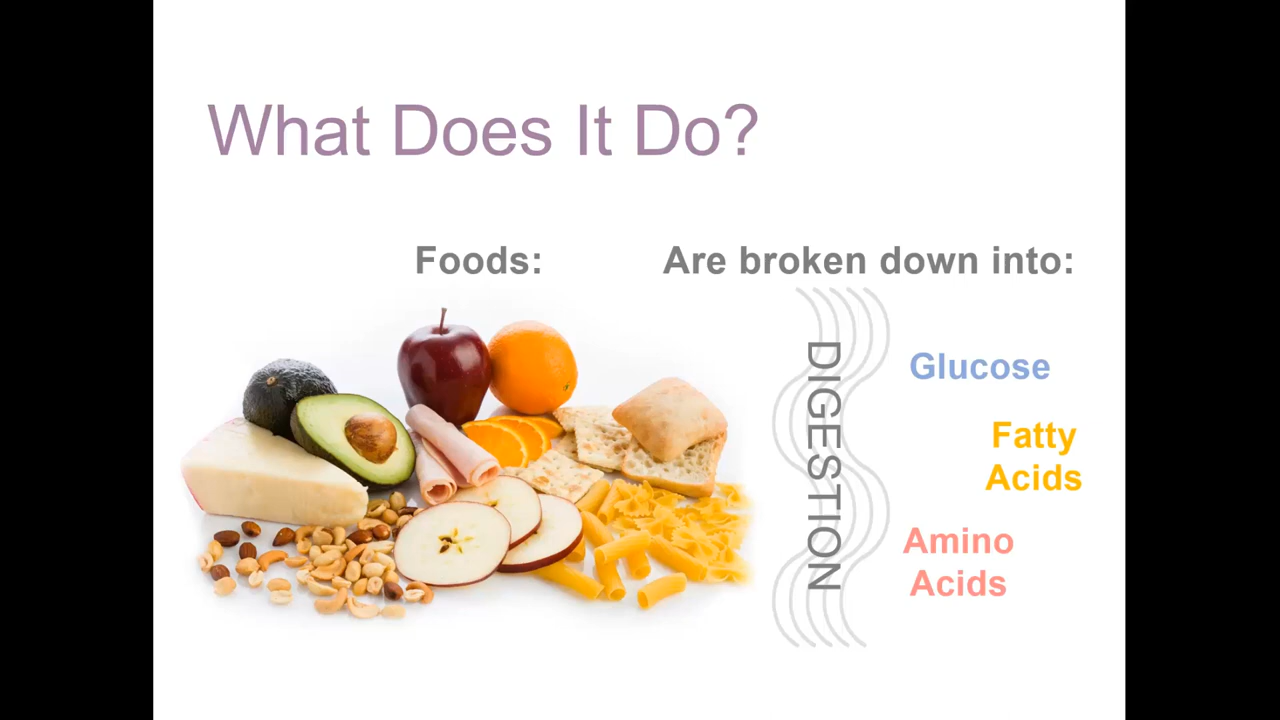 What Does It Do?
Foods:
Are broken down into:
DIGESTION
Glucose
Fatty
Acids
Amino
Acids